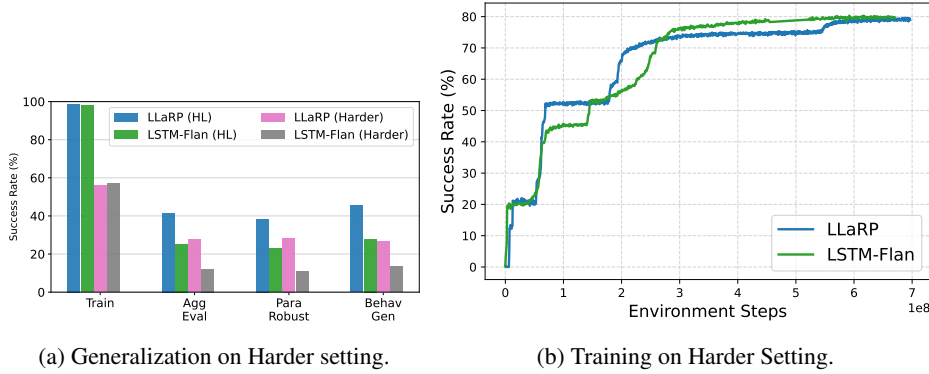 100
80
60
40
20
0
Success Rate (%)
LLaRP (HL)
LSTM-Flan (HL)
LLaRP (Harder)
LSTM-Flan (Harder)
Train
Agg
Eval
Para
Robust
Behav
Gen
(a) Generalization on Harder setting.
80
70
60
50
40
30
20
10
0
Success Rate (%)
LLaRP
LSTM-Flan
0
1
2
3
4
5
6
7
1e8
Environment Steps
(b) Training on Harder Setting.